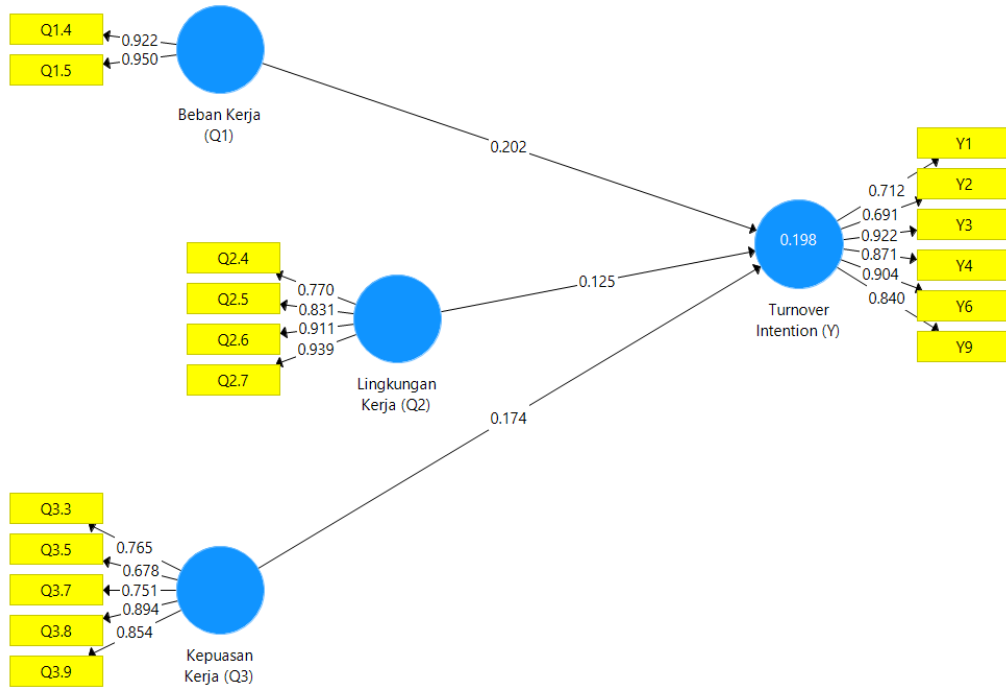 Q1.4
0.922
Q1.5
0.950
Beban Kerja
(Q1)
0.202
Q2.4
0.770
Q2.5
0.831
Q2.6
0.911
Q2.7
0.939
Lingkungan
Kerja (Q2)
0.125
Q3.3
0.765
Q3.5
0.678
Q3.7
0.751
Q3.8
0.894
Q3.9
0.854
Kepuasan
Kerja (Q3)
0.174
0.198
Turnover
Intention (Y)
Y1
0.712
Y2
0.691
Y3
0.922
Y4
0.871
Y6
0.904
Y9
0.840